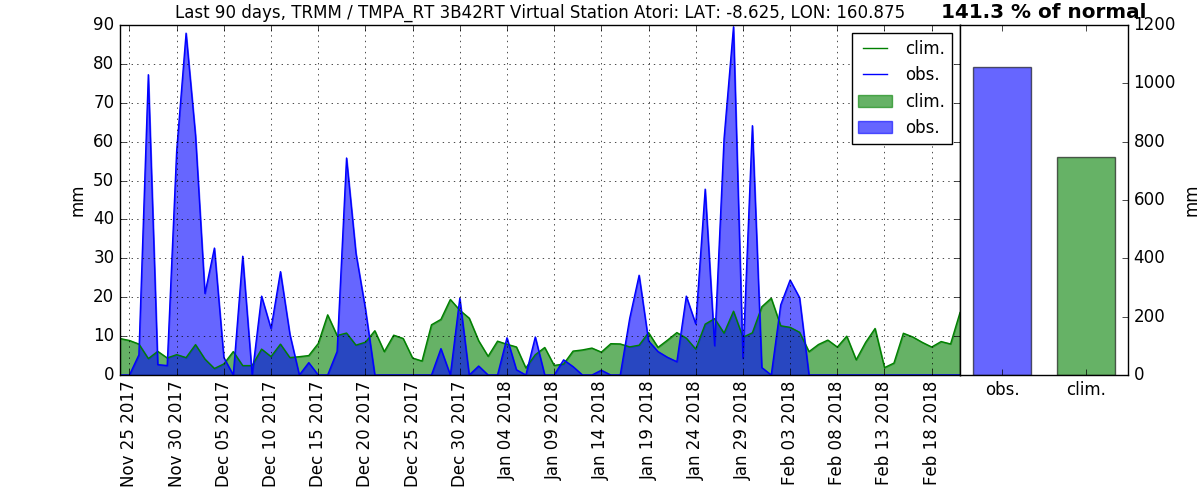 Last 90 days, TRMM / TMPA_RT 3B42RT Virtual Station Atori: LAT: -8.625, LON: 160.875
141.3 % of normal
90
80
70
60
50
40
30
20
10
0
mm
clim.
obs.
clim.
obs.
Nov 25 2017
Nov 30 2017
Dec 05 2017
Dec 10 2017
Dec 15 2017
Dec 20 2017
Dec 25 2017
Dec 30 2017
Jan 04 2018
Jan 09 2018
Jan 14 2018
Jan 19 2018
Jan 24 2018
Jan 29 2018
Feb 03 2018
Feb 08 2018
Feb 13 2018
Feb 18 2018
obs.
clim.
1200
1000
800
600
400
200
0
mm